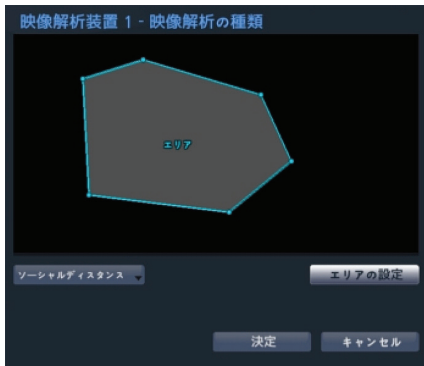 映像解析装置 1 - 映像解析の種類
エリア
ソーシャルディスタンス
エリアの設定
決定
キャンセル